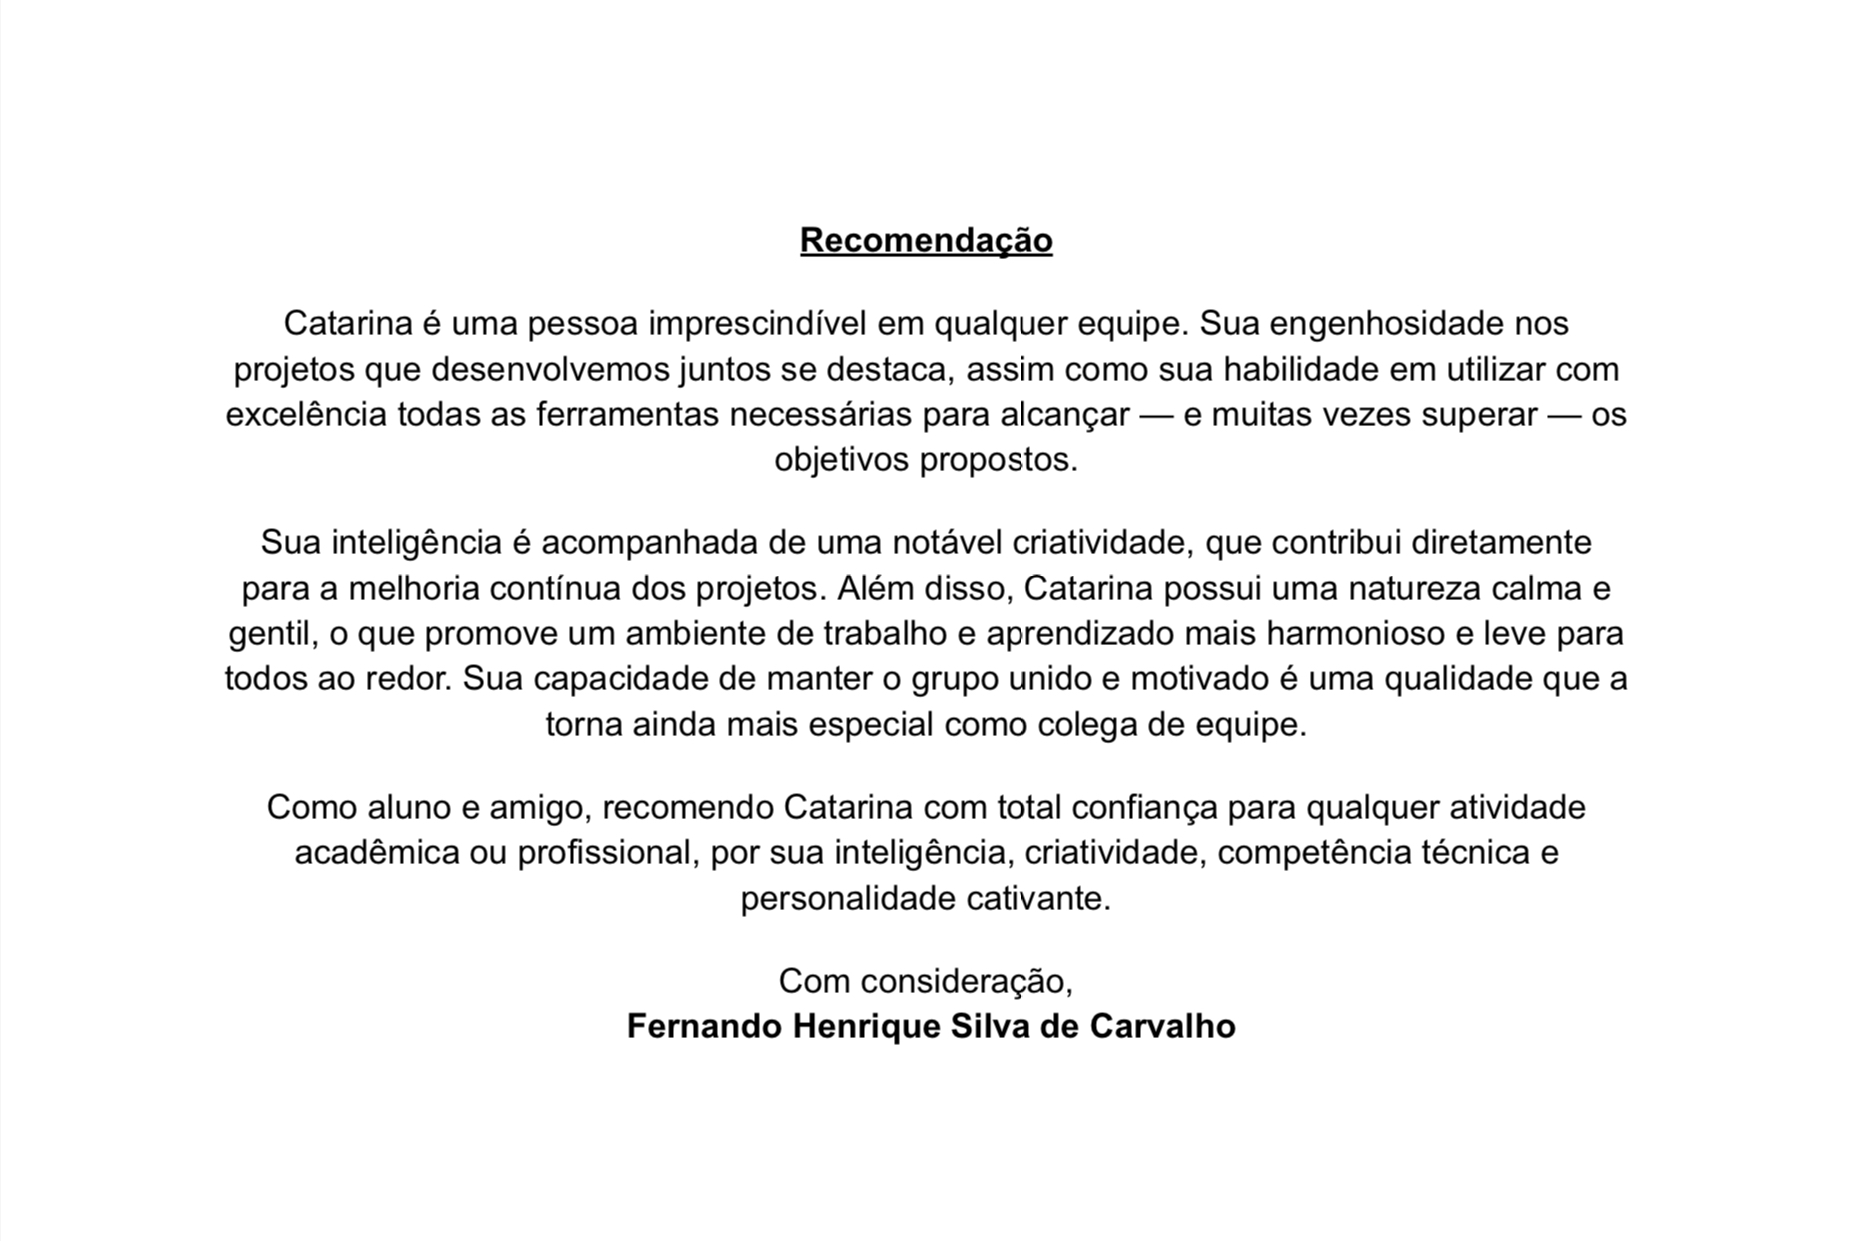 Recomendação
Catarina é uma pessoa imprescindível em qualquer equipe. Sua engenhosidade nos
projetos que desenvolvemos juntos se destaca, assim como sua habilidade em utilizar com
excelência todas as ferramentas necessárias para alcançar — e muitas vezes superar — os
objetivos propostos.
Sua inteligência é acompanhada de uma notável criatividade, que contribui diretamente
para a melhoria contínua dos projetos. Além disso, Catarina possui uma natureza calma e
gentil, o que promove um ambiente de trabalho e aprendizado mais harmonioso e leve para
todos ao redor. Sua capacidade de manter o grupo unido e motivado é uma qualidade que a
torna ainda mais especial como colega de equipe.
Como aluno e amigo, recomendo Catarina com total confiança para qualquer atividade
acadêmica ou profissional, por sua inteligência, criatividade, competência técnica e
personalidade cativante.
Com consideração,
Fernando Henrique Silva de Carvalho